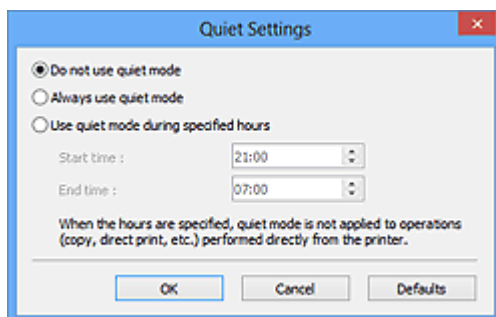 Quiet Settings
Do not use quiet mode
Always use quiet mode
Use quiet mode during specified hours
Start time : 21:00
End time : 07:00
When the hours are specified, quiet mode is not applied to operations
(copy, direct print, etc.) performed directly from the printer.
OK Cancel Defaults